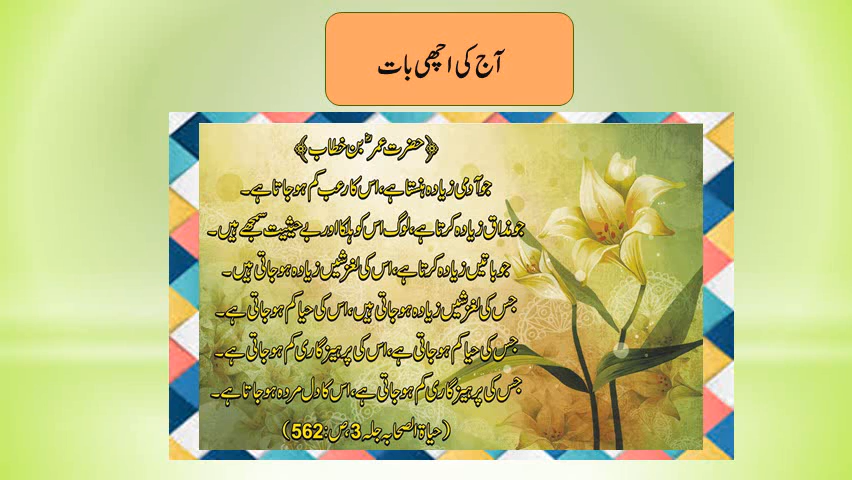 آج کی اچھی بات
﴿حضرت عمرؓ بن خطاب﴾
جو آدمی زیادہ ہنستا ہے، اس کا رعب کم ہو جاتا ہے۔
جو مذاق زیادہ کرتا ہے، لوگ اس کو ہلکا اور بے حیثیت سمجھتے ہیں۔
جو باتیں زیادہ کرتا ہے، اس کی لغزشیں زیادہ ہو جاتی ہیں۔
جس کی لغزشیں زیادہ ہو جاتی ہیں، اس کی حیا کم ہو جاتی ہے۔
جس کی حیا کم ہو جاتی ہے، اس کی پرہیز گاری کم ہو جاتی ہے۔
جس کی پرہیز گاری کم ہو جاتی ہے، اس کا دل مردہ ہو جاتا ہے۔
(حیاۃ الصحابہ جلد 3، ص: 562)